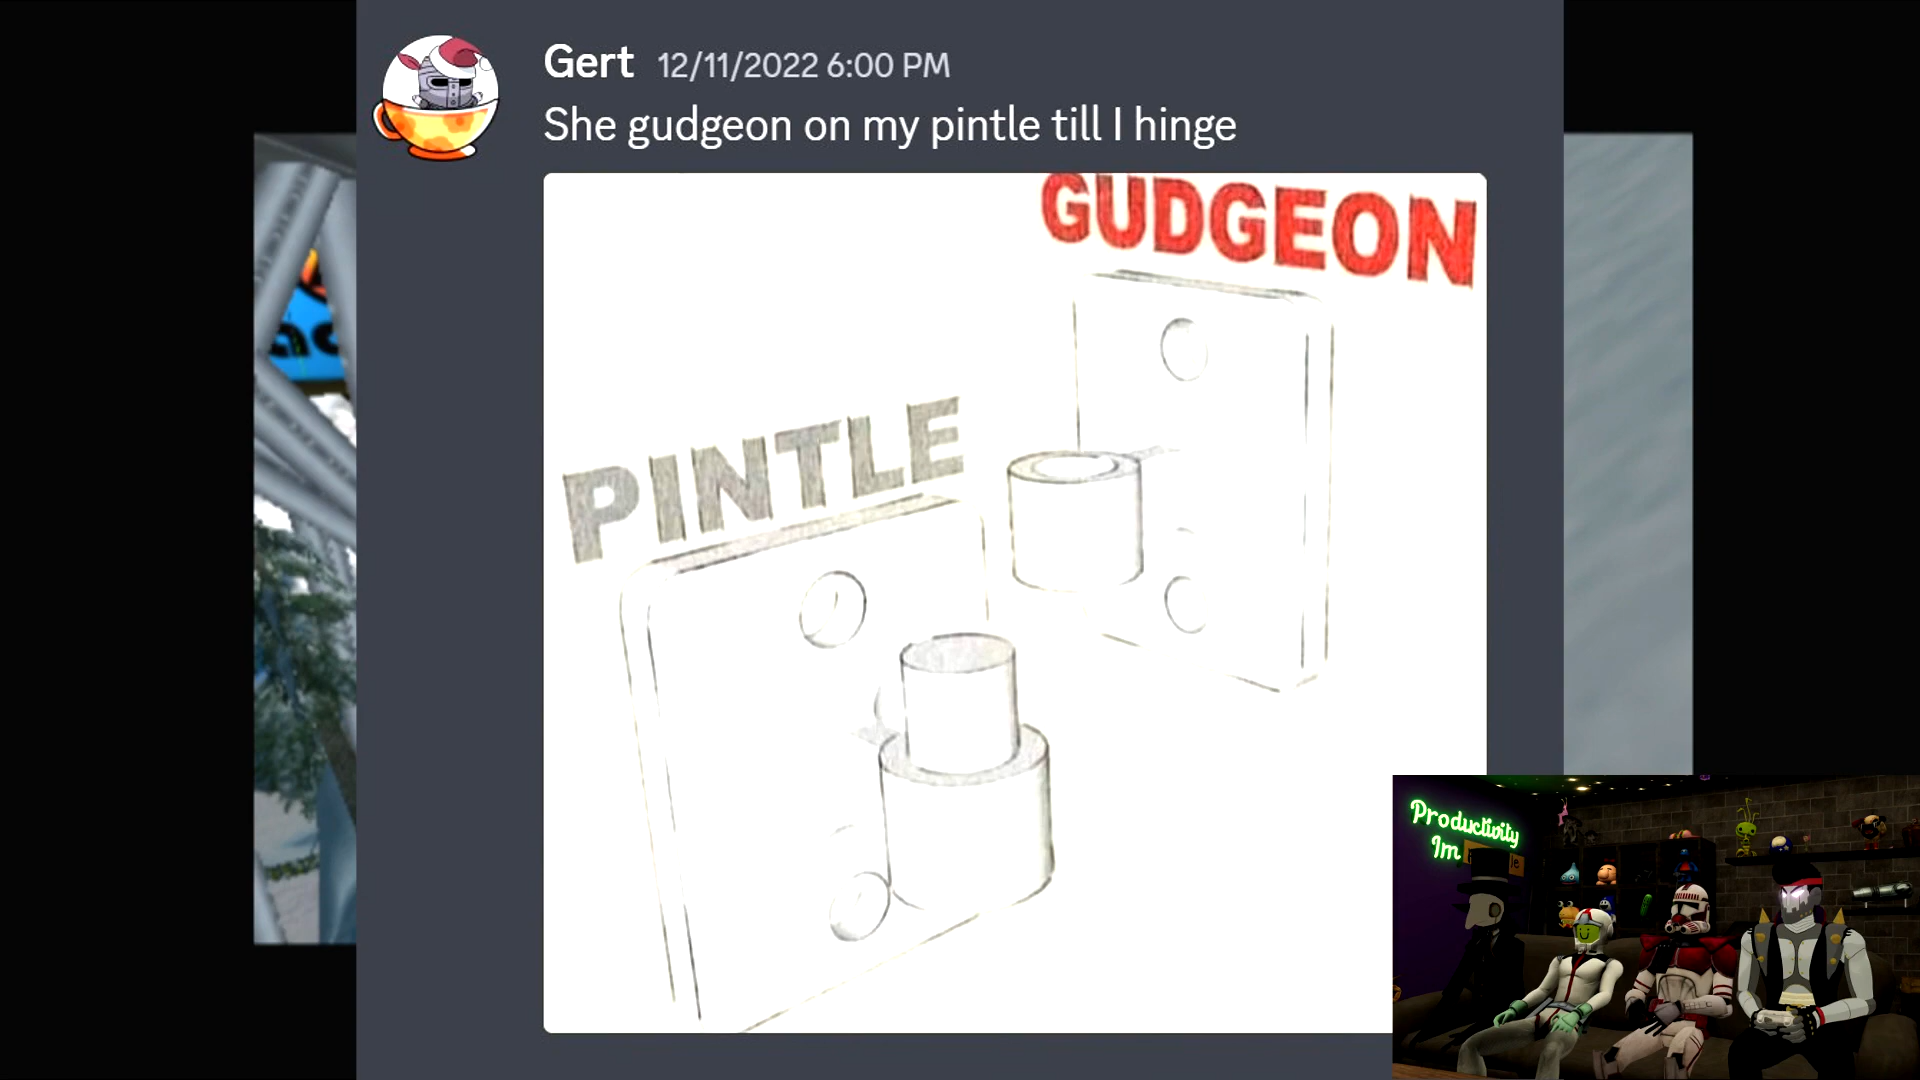 Gert 12/11/2022 6:00 PM
She gudgeon on my pintle till I hinge
GUDGEON
PINTLE
Productivity
Im